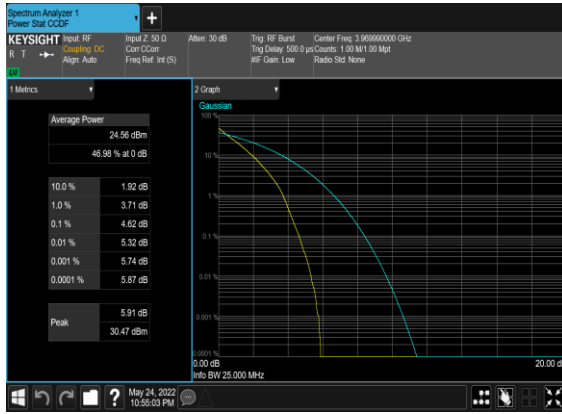 Spectrum Analyzer 1
Power Stat CCDF
+
KEYSIGHT
R T
LXI
Input: RF
Coupling: DC
Align: Auto
Input Z: 50 Ω
Corr CCorr
Freq Ref: Int (S)
Atten: 30 dB
Trig: RF Burst
Trig Delay: 500.0 µs
#IF Gain: Low
Center Freq: 3.969990000 GHz
Counts: 1.00 M/1.00 Mpt
Radio Std: None
1 Metrics
Average Power
24.56 dBm
46.98 % at 0 dB
10.0 % 1.92 dB
1.0 % 3.71 dB
0.1 % 4.62 dB
0.01 % 5.32 dB
0.001 % 5.74 dB
0.0001 % 5.87 dB
Peak
5.91 dB
30.47 dBm
2 Graph
Gaussian
100 %
10 %
1 %
0.1 %
0.01 %
0.001 %
0.0001 %
0.00 dB
20.00 d
Info BW 25.000 MHz
?
May 24, 2022
10:55:03 PM